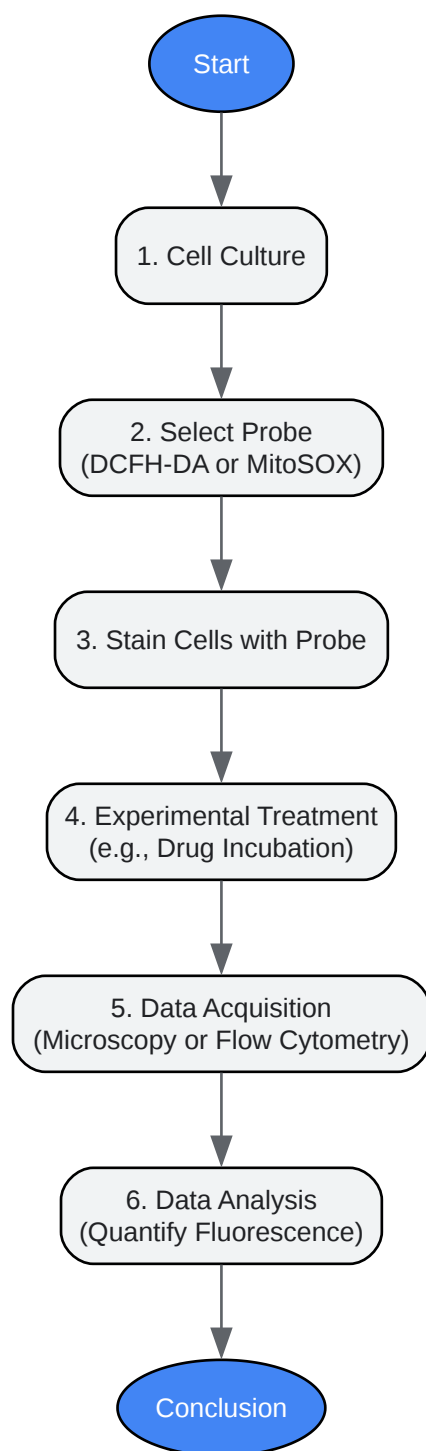 Start
1. Cell Culture
2. Select Probe
(DCFH-DA or MitoSOX)
3. Stain Cells with Probe
4. Experimental Treatment
(e.g., Drug Incubation)
5. Data Acquisition
(Microscopy or Flow Cytometry)
6. Data Analysis
(Quantify Fluorescence)
Conclusion